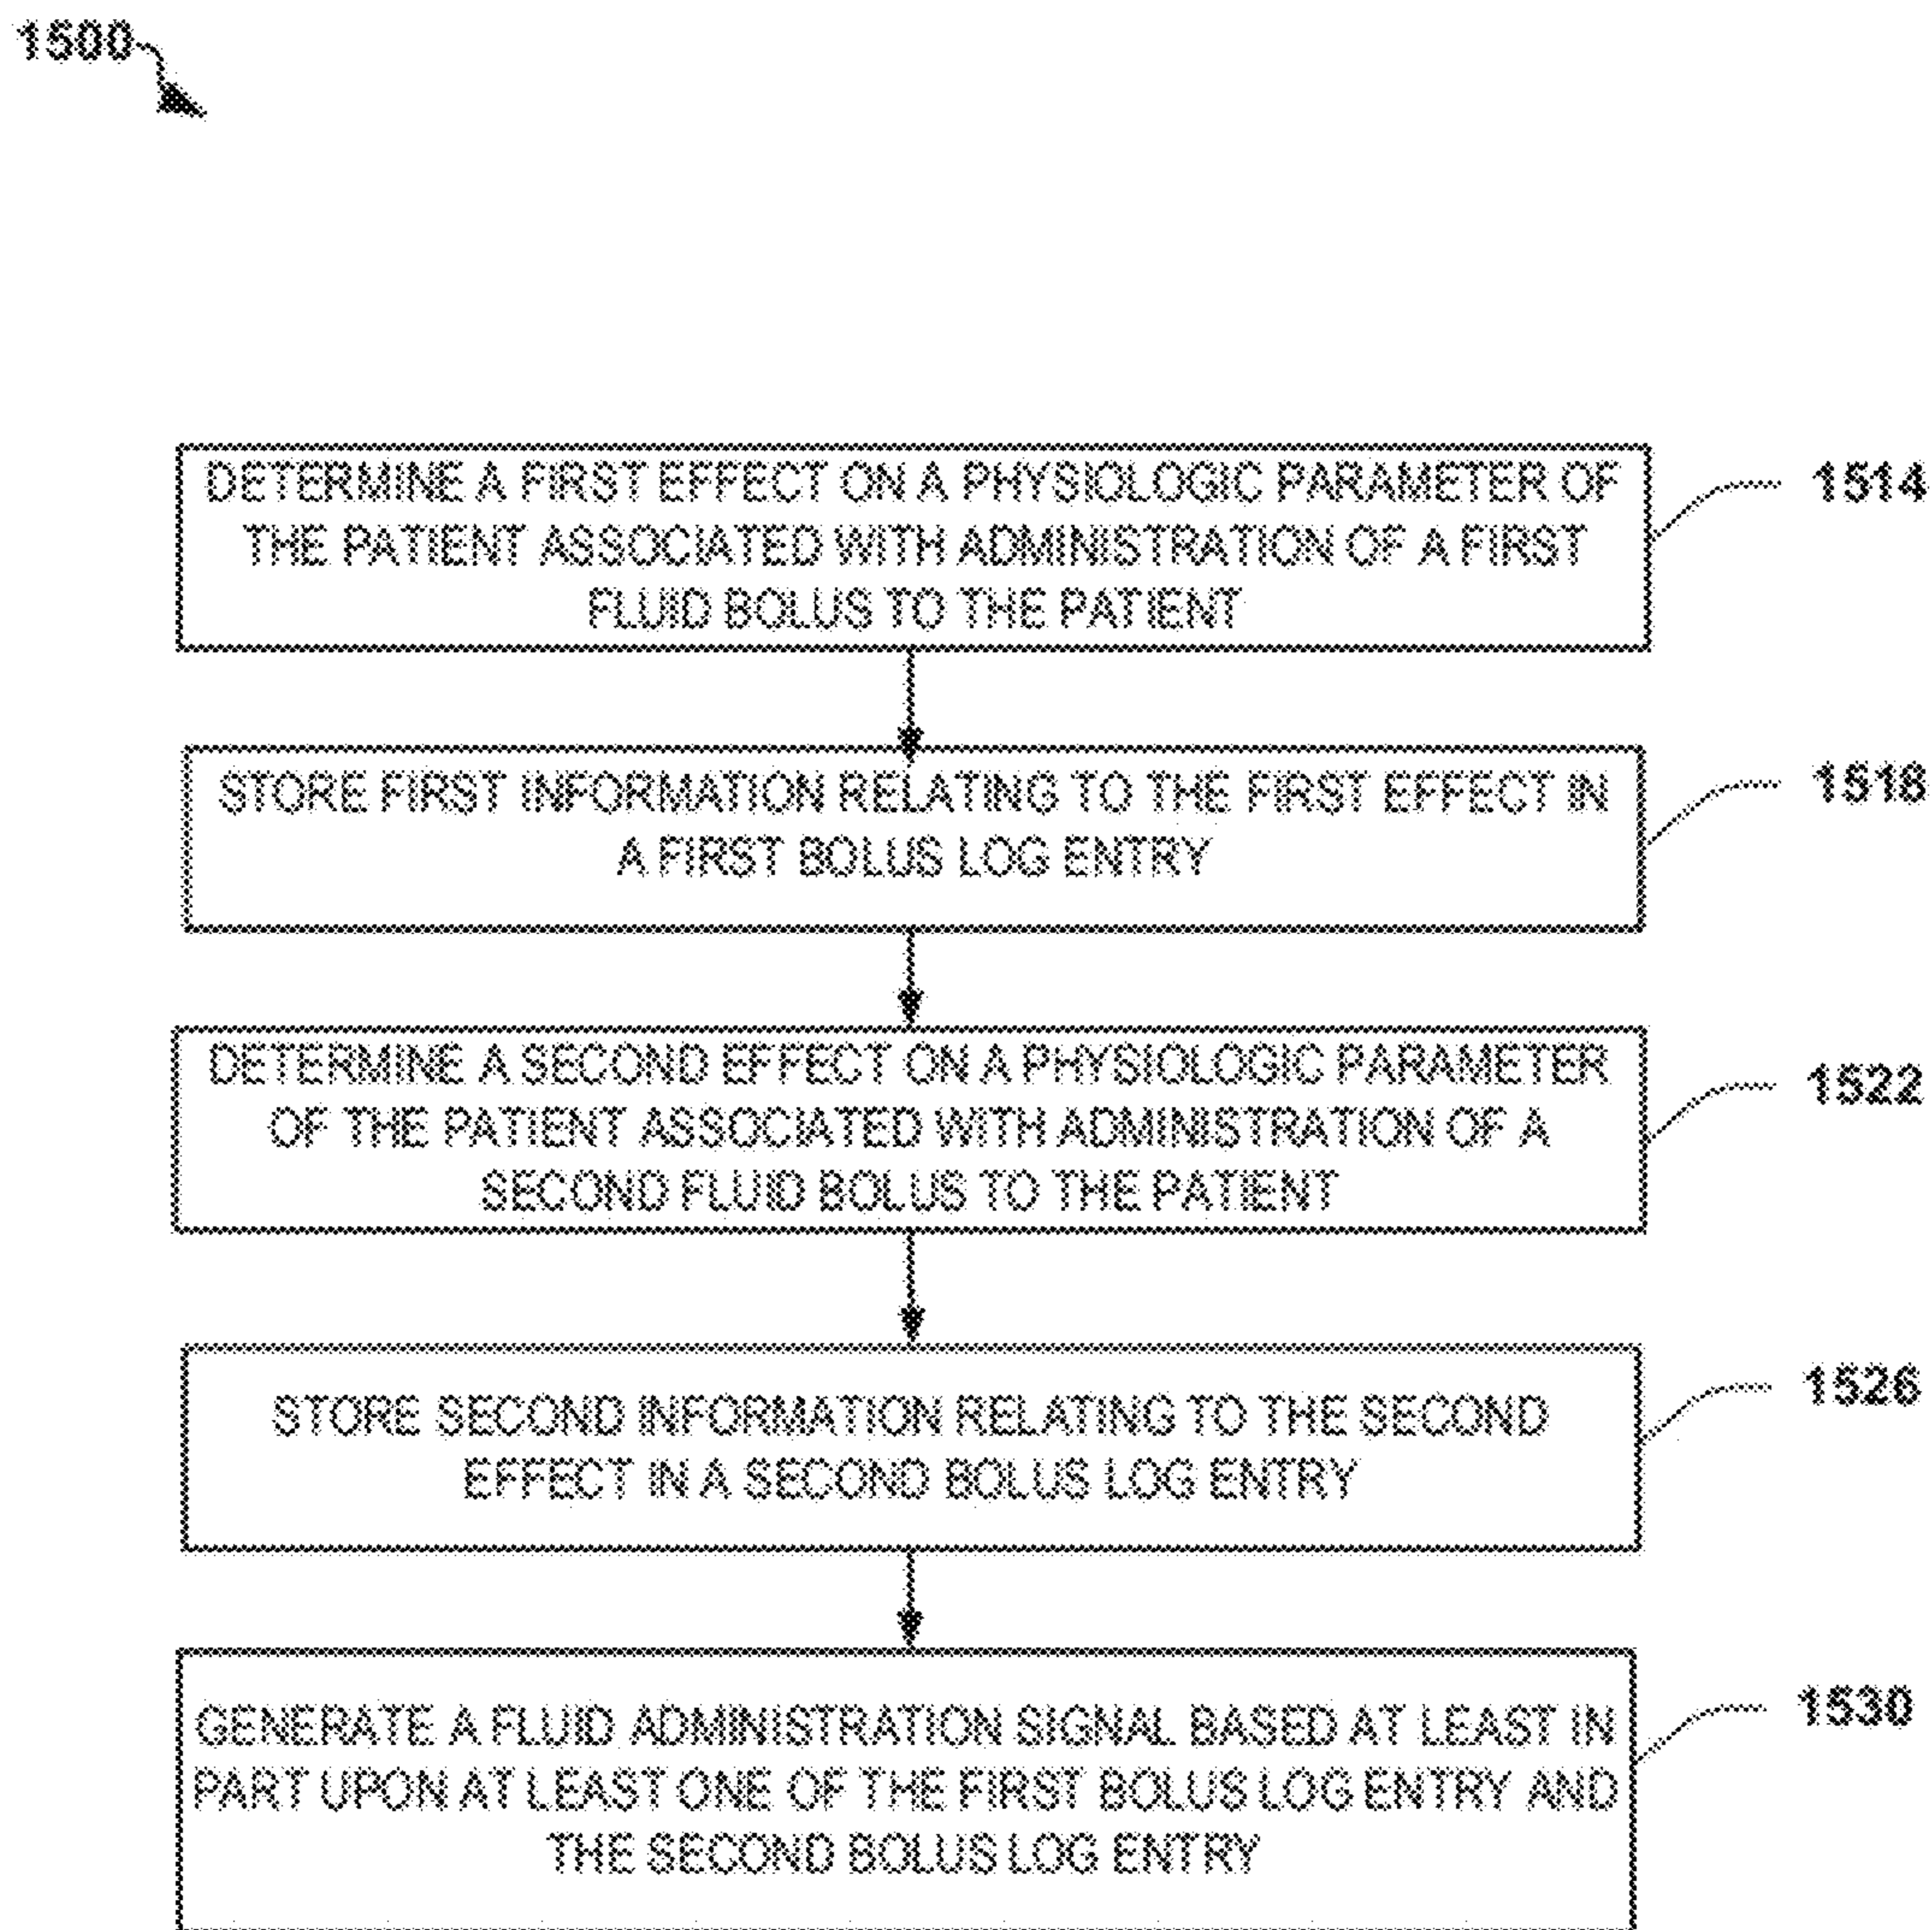 1500
DETERMINE A FIRST EFFECT ON A PHYSIOLOGIC PARAMETER OF
THE PATIENT ASSOCIATED WITH ADMINISTRATION OF A FIRST
FLUID BOLUS TO THE PATIENT
1514
STORE FIRST INFORMATION RELATING TO THE FIRST EFFECT IN
A FIRST BOLUS LOG ENTRY
1518
DETERMINE A SECOND EFFECT ON A PHYSIOLOGIC PARAMETER
OF THE PATIENT ASSOCIATED WITH ADMINISTRATION OF A
SECOND FLUID BOLUS TO THE PATIENT
1522
STORE SECOND INFORMATION RELATING TO THE SECOND
EFFECT IN A SECOND BOLUS LOG ENTRY
1526
GENERATE A FLUID ADMINISTRATION SIGNAL BASED AT LEAST IN
PART UPON AT LEAST ONE OF THE FIRST BOLUS LOG ENTRY AND
THE SECOND BOLUS LOG ENTRY
1530